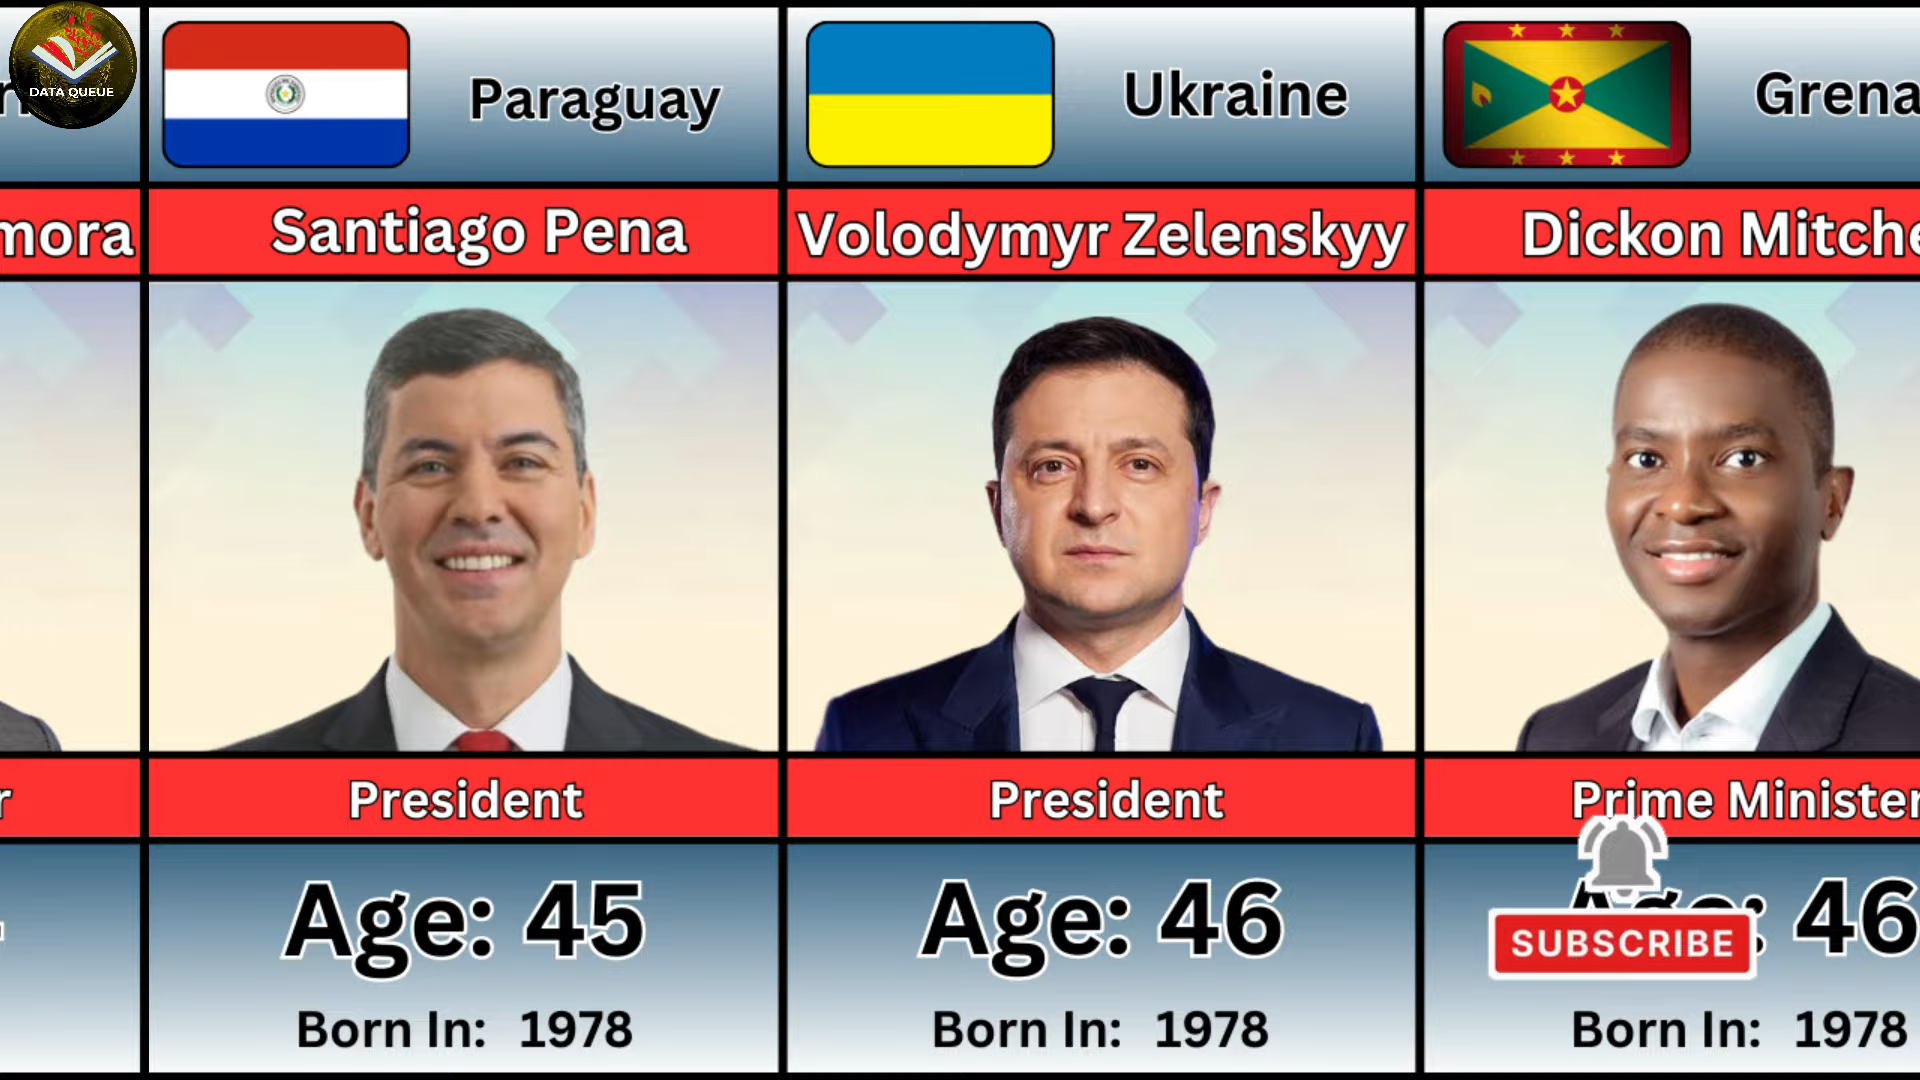 DATA QUEUE
Paraguay
Ukraine
Grena
mora
Santiago Pena
Volodymyr Zelenskyy
Dickon Mitche
President
President
Prime Minister
Age: 45
Age: 46
Age: 46
SUBSCRIBE
Born In: 1978
Born In: 1978
Born In: 1978